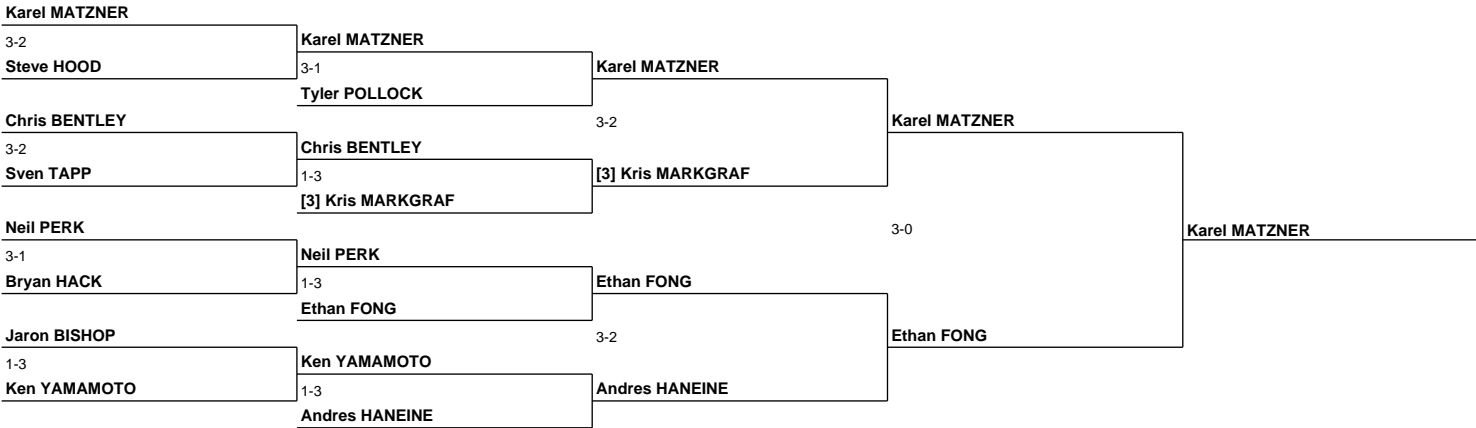 Karel MATZNER
3-2
Steve HOOD
Chris BENTLEY
3-2
Sven TAPP
Neil PERK
3-1
Bryan HACK
Jaron BISHOP
1-3
Ken YAMAMOTO
Karel MATZNER
3-1
Tyler POLLOCK
Chris BENTLEY
1-3
[3] Kris MARKGRAF
Neil PERK
1-3
Ethan FONG
Ken YAMAMOTO
1-3
Andres HANEINE
Karel MATZNER
3-2
[3] Kris MARKGRAF
Ethan FONG
3-2
Andres HANEINE
Karel MATZNER
3-0
Ethan FONG
Karel MATZNER